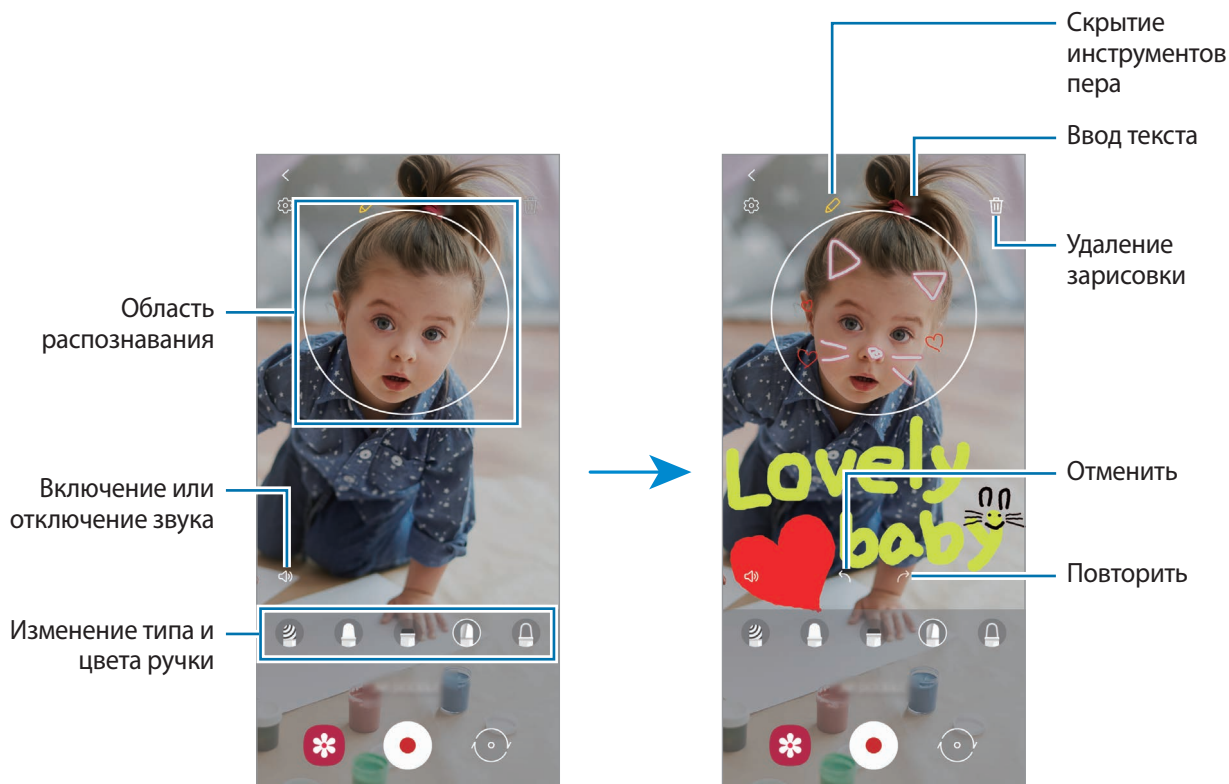 Скрытие
инструментов
пера
Ввод текста
Удаление
зарисовки
Область
распознавания
Lovely
baby
Включение или
отключение звука
Отменить
Повторить
Изменение типа и
цвета ручки